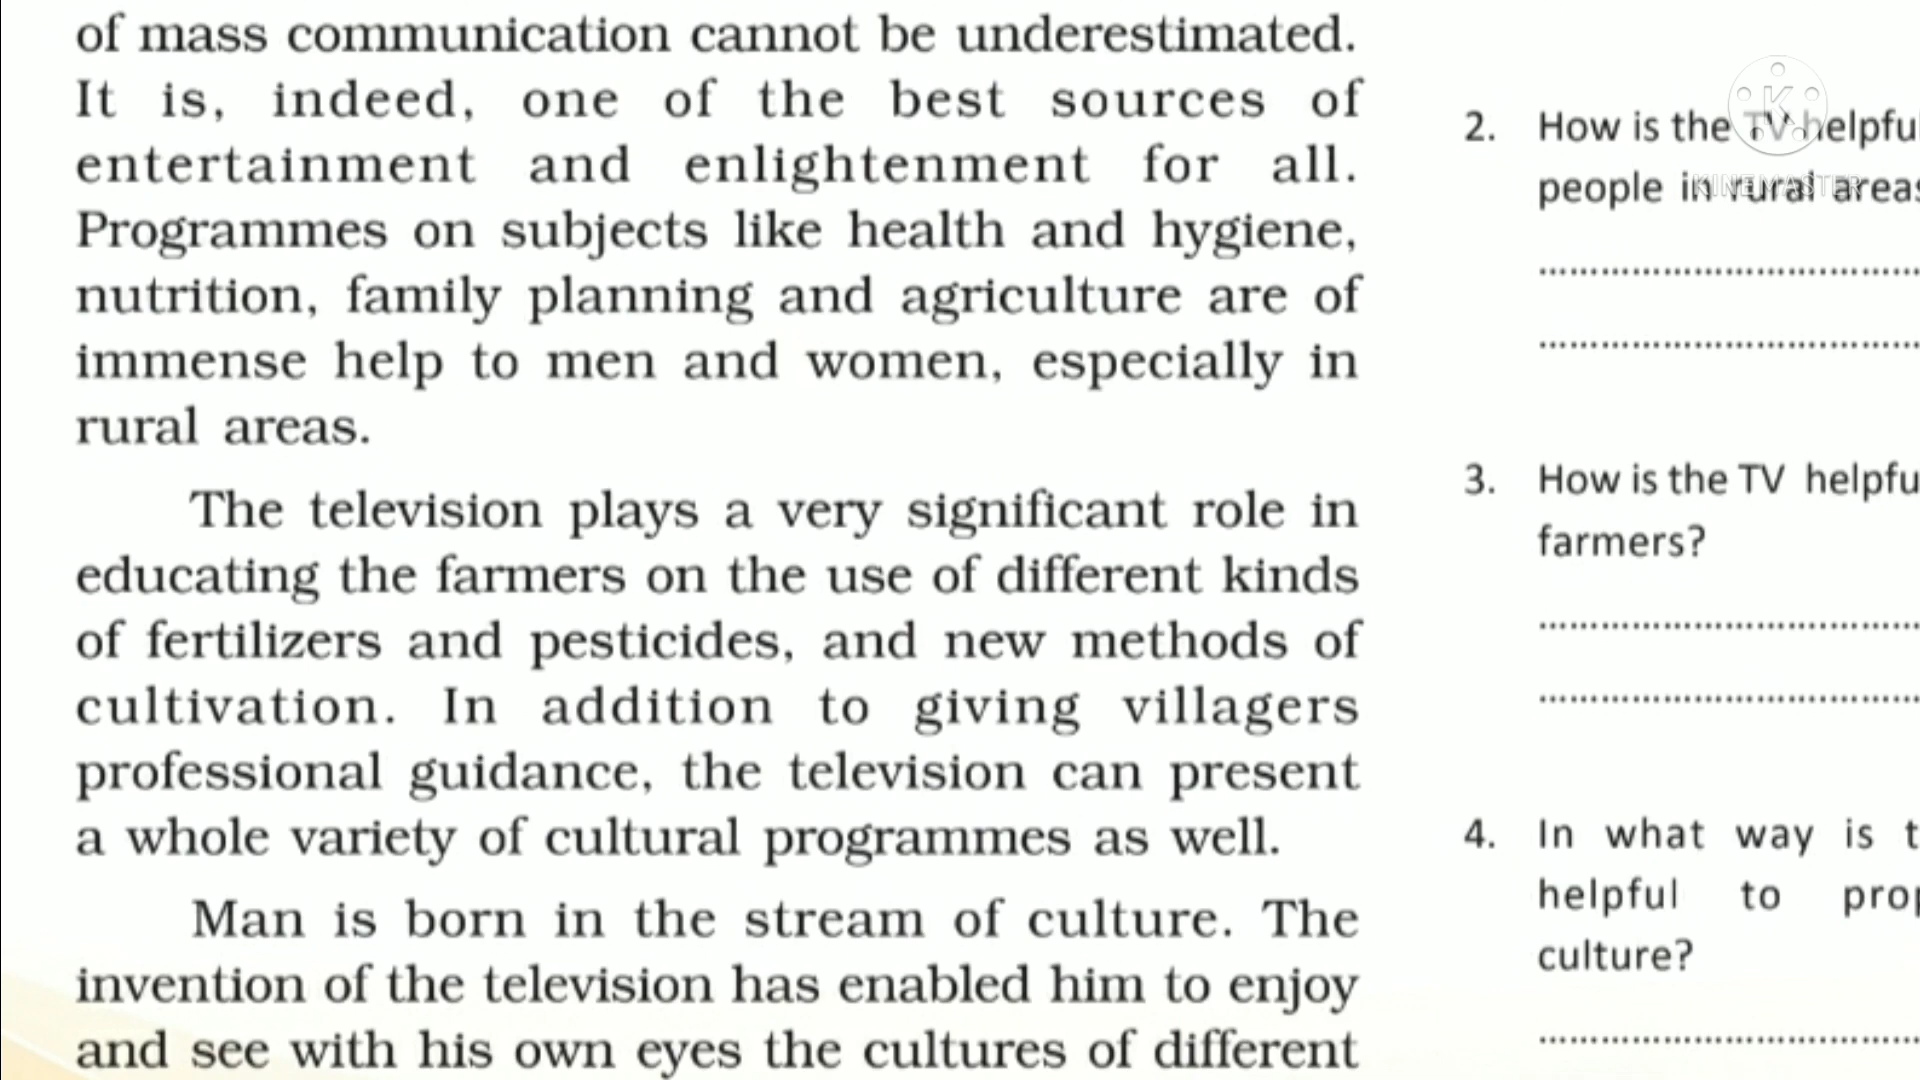 of mass communication cannot be underestimated.
It is, indeed, one of the best sources of
entertainment and enlightenment for all.
Programmes on subjects like health and hygiene,
nutrition, family planning and agriculture are of
immense help to men and women, especially in
rural areas.
The television plays a very significant role in
educating the farmers on the use of different kinds
of fertilizers and pesticides, and new methods of
cultivation. In addition to giving villagers
professional guidance, the television can present
a whole variety of cultural programmes as well.
Man is born in the stream of culture. The
invention of the television has enabled him to enjoy
and see with his own eyes the cultures of different
2. How is the TV helpfu
people in rural areas
3. How is the TV helpfu
farmers?
4. In what way is t
helpful to prop
culture?
K
KINEMASTER